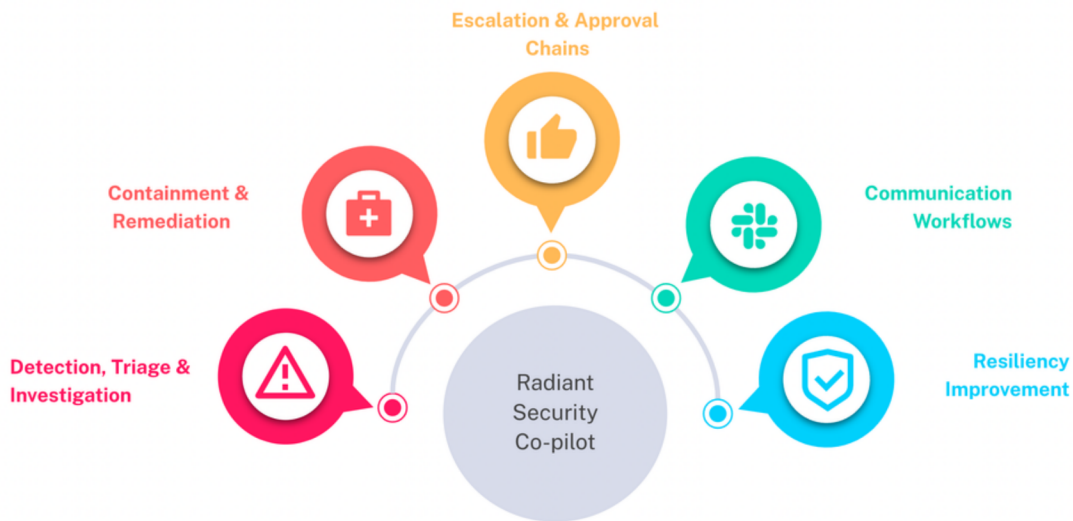 Escalation & Approval
Chains
Containment &
Remediation
Communication
Workflows
Detection, Triage &
Investigation
Resiliency
Improvement
Radiant
Security
Co-pilot